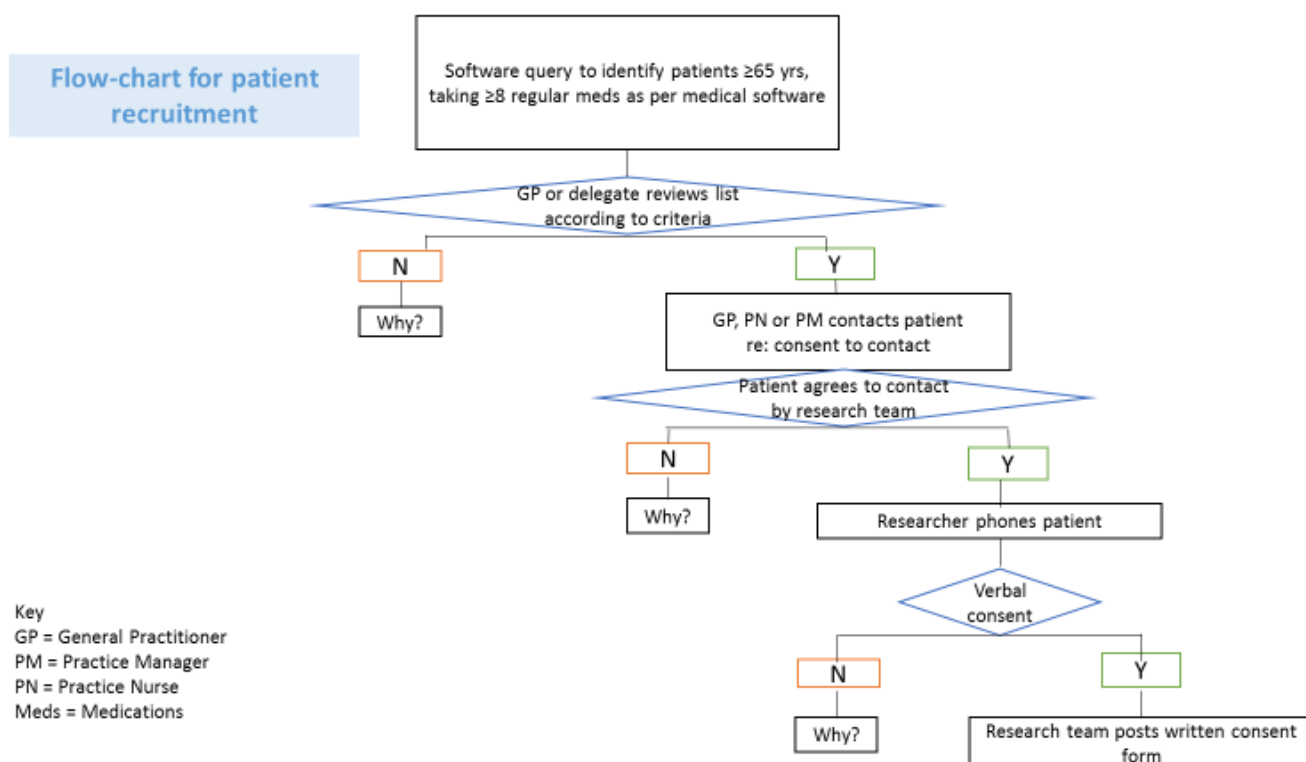 Flow-chart for patient
recruitment
Software query to identify patients ≥65 yrs,
taking ≥8 regular meds as per medical software
GP or delegate reviews list
according to criteria
N
Y
Why?
GP, PN or PM contacts patient
re: consent to contact
Patient agrees to contact
by research team
N
Y
Why?
Researcher phones patient
Verbal
consent
N
Y
Why?
Research team posts written consent
form
Key
GP = General Practitioner
PM = Practice Manager
PN = Practice Nurse
Meds = Medications